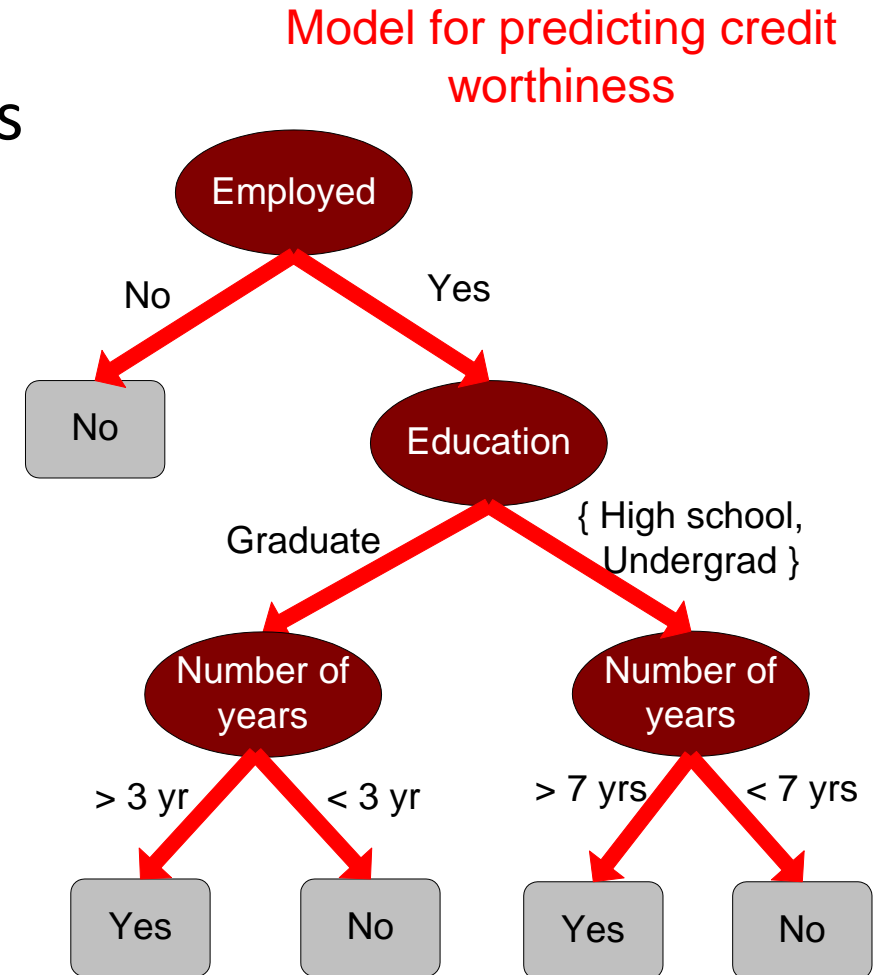 Model for predicting credit
worthiness
s
Employed
No
Yes
No
Education
Graduate
{ High school,
Undergrad }
Number of
years
Number of
years
> 3 yr
< 3 yr
> 7 yrs
< 7 yrs
Yes
No
Yes
No